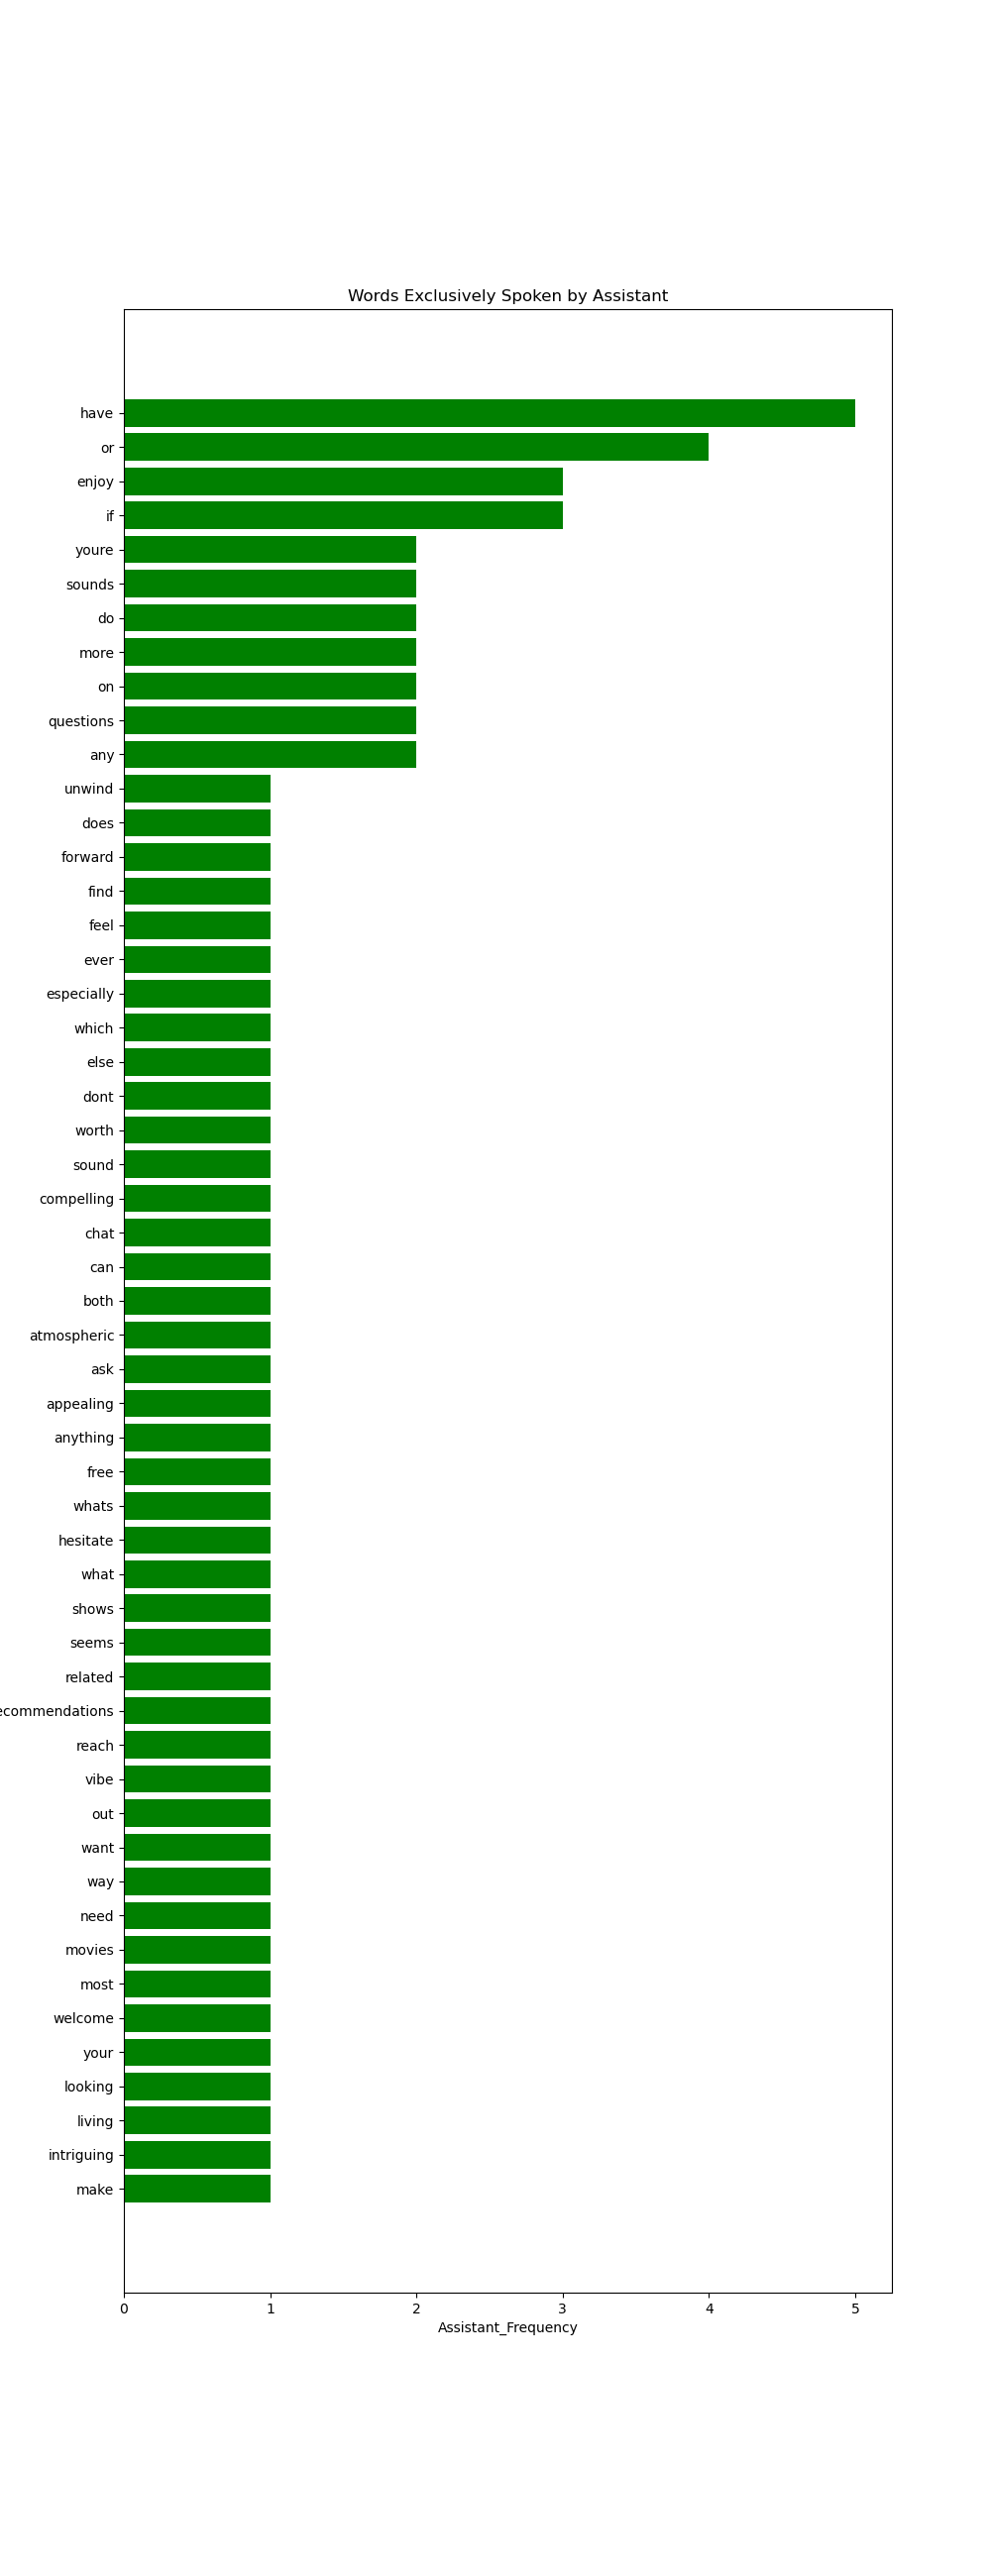 Words Exclusively Spoken by Assistant
have
or
enjoy
if
youre
sounds
do
more
on
questions
any
unwind
does
forward
find
feel
ever
especially
which
else
dont
worth
sound
compelling
chat
can
both
atmospheric
ask
appealing
anything
free
whats
hesitate
what
shows
seems
related
ecommendations
reach
vibe
out
want
way
need
movies
most
welcome
your
looking
living
intriguing
make
0 1 2 3 4 5
Assistant_Frequency